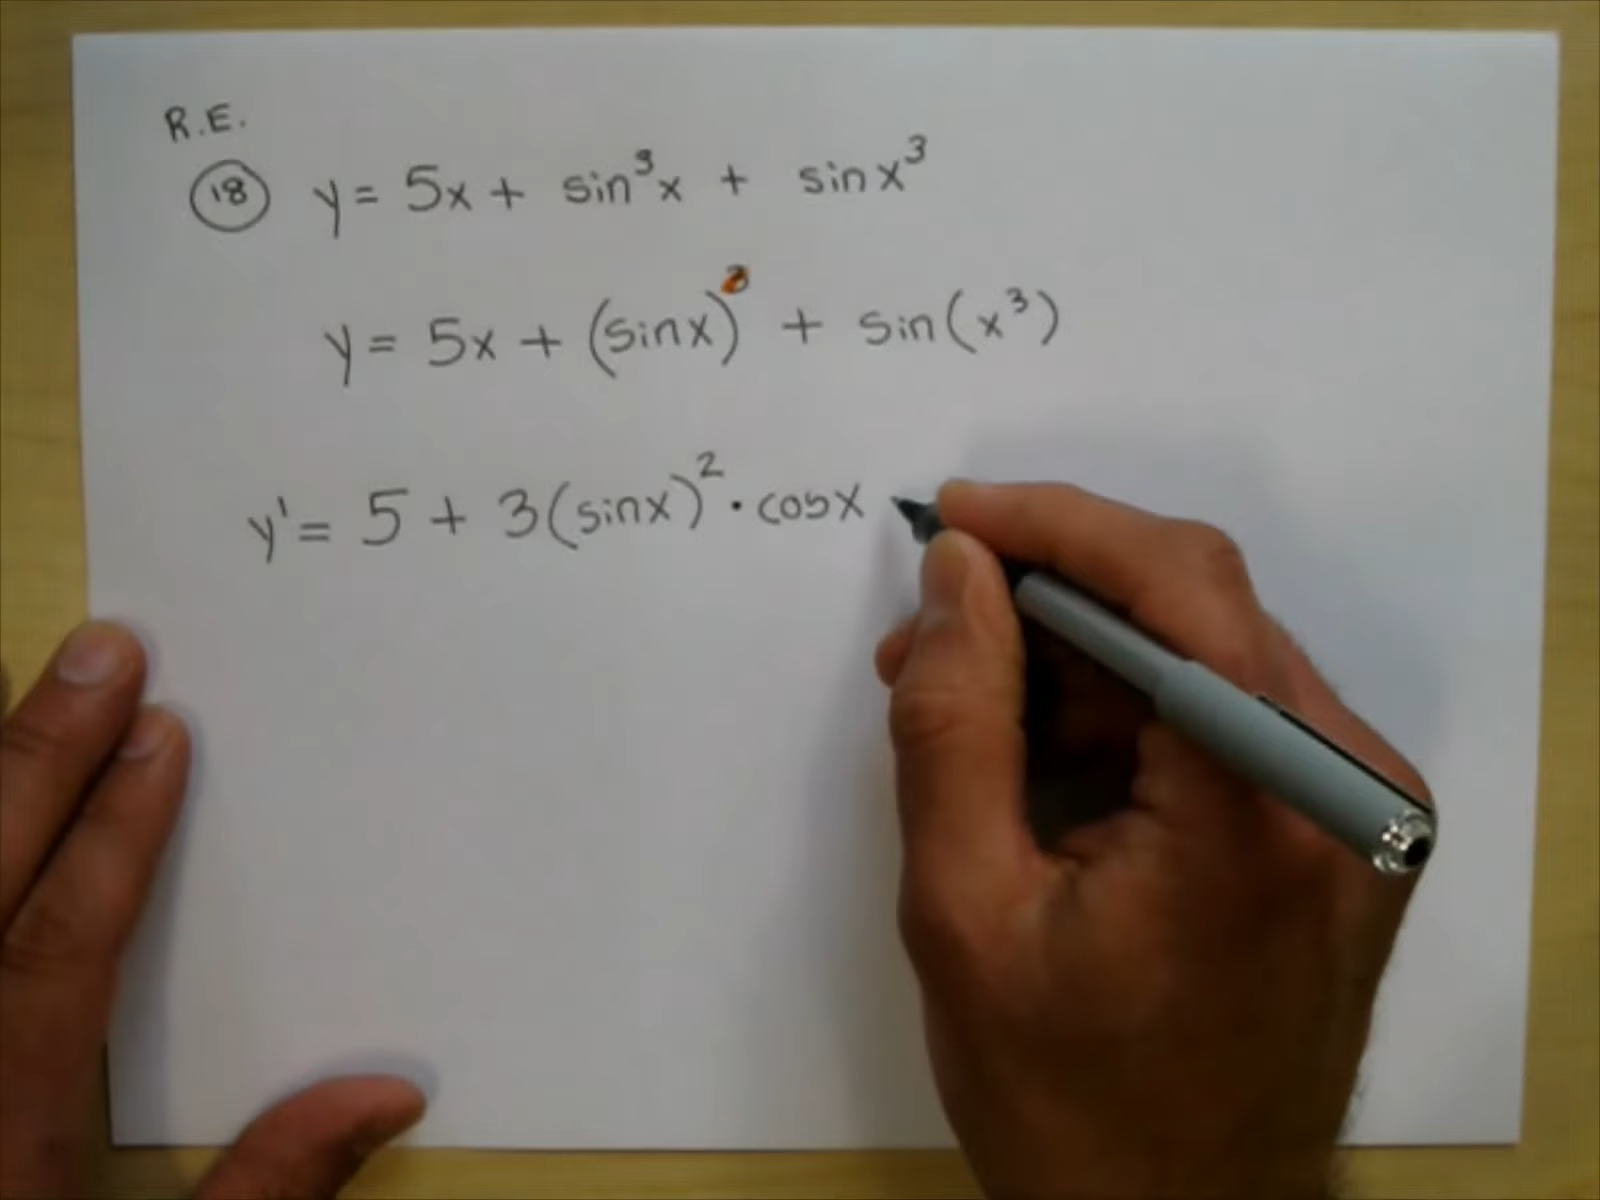 R.E.
18 y = 5x + sin³x + sin x³
y = 5x + (sin x)³ + sin(x³)
y' = 5 + 3(sin x)² · cos x